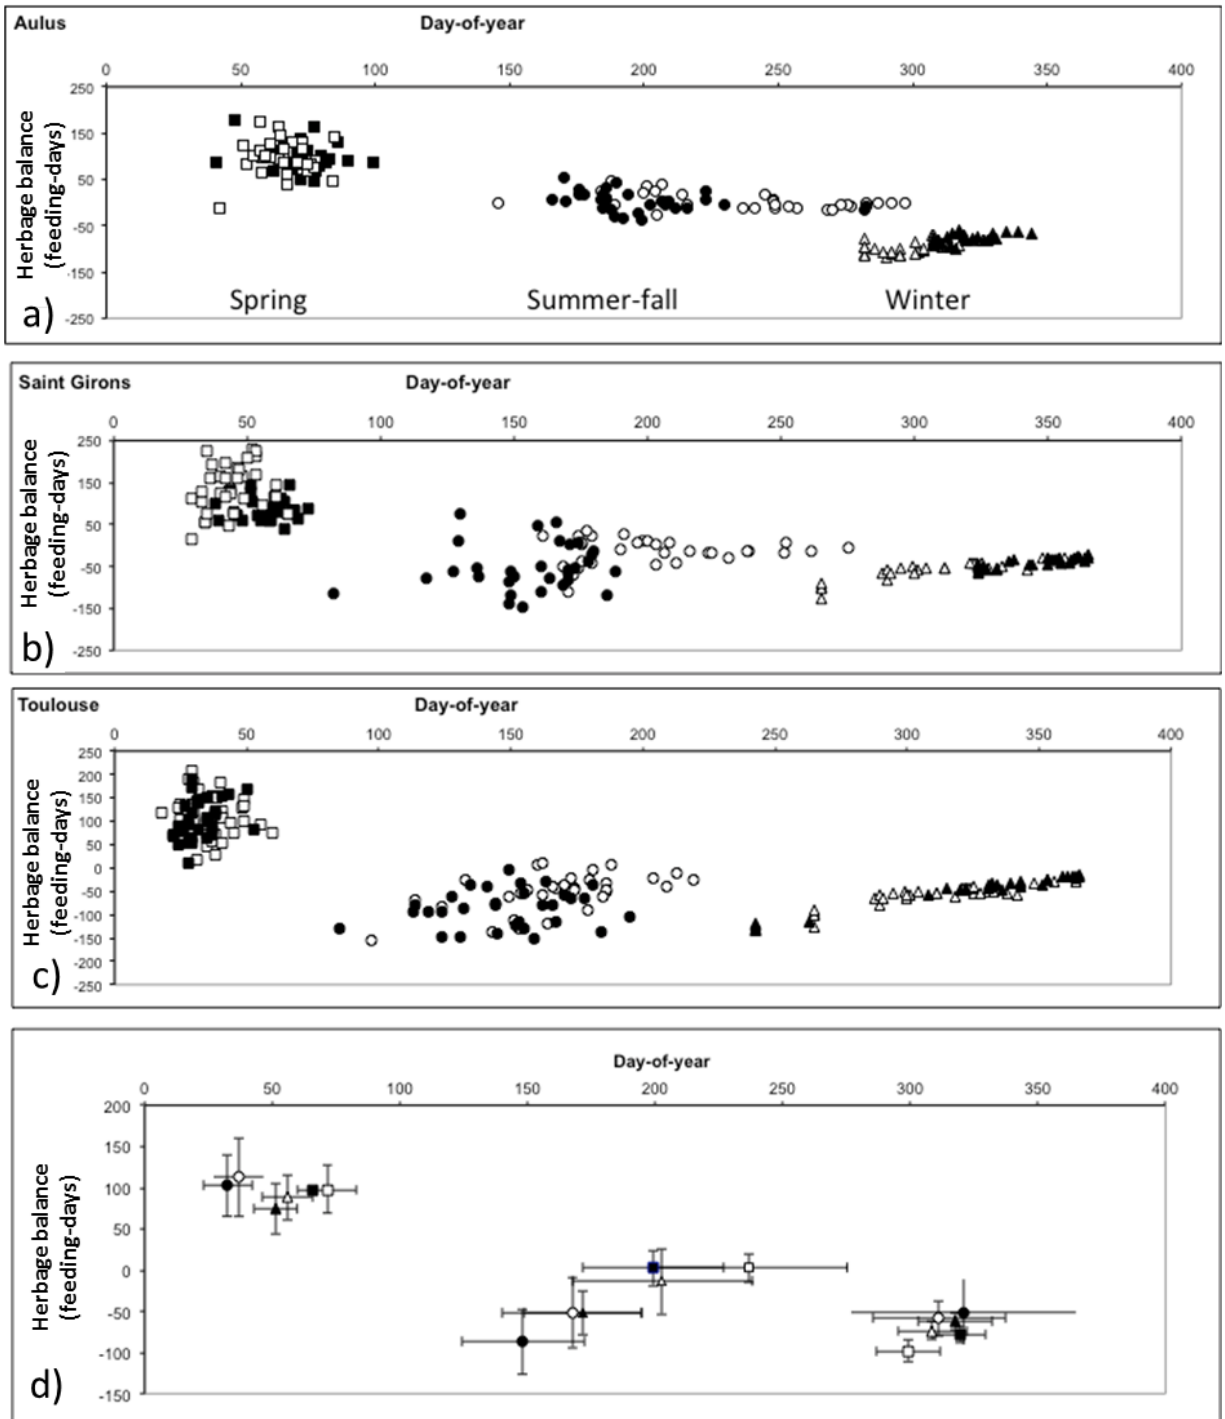 Aulus Day-of-year
0 50 100 150 200 250 300 350 400
250
150
50
-50
-150
-250
Herbage balance
(feeding-days)
Spring Summer-fall Winter
a)
Saint Girons Day-of-year
0 50 100 150 200 250 300 350 400
250
150
50
-50
-150
-250
Herbage balance
(feeding-days)
b)
Toulouse Day-of-year
0 50 100 150 200 250 300 350 400
250
200
150
100
50
0
-50
-100
-150
-200
-250
Herbage balance
(feeding-days)
c)
Day-of-year
0 50 100 150 200 250 300 350 400
200
150
100
50
0
-50
-100
-150
Herbage balance
(feeding-days)
d)